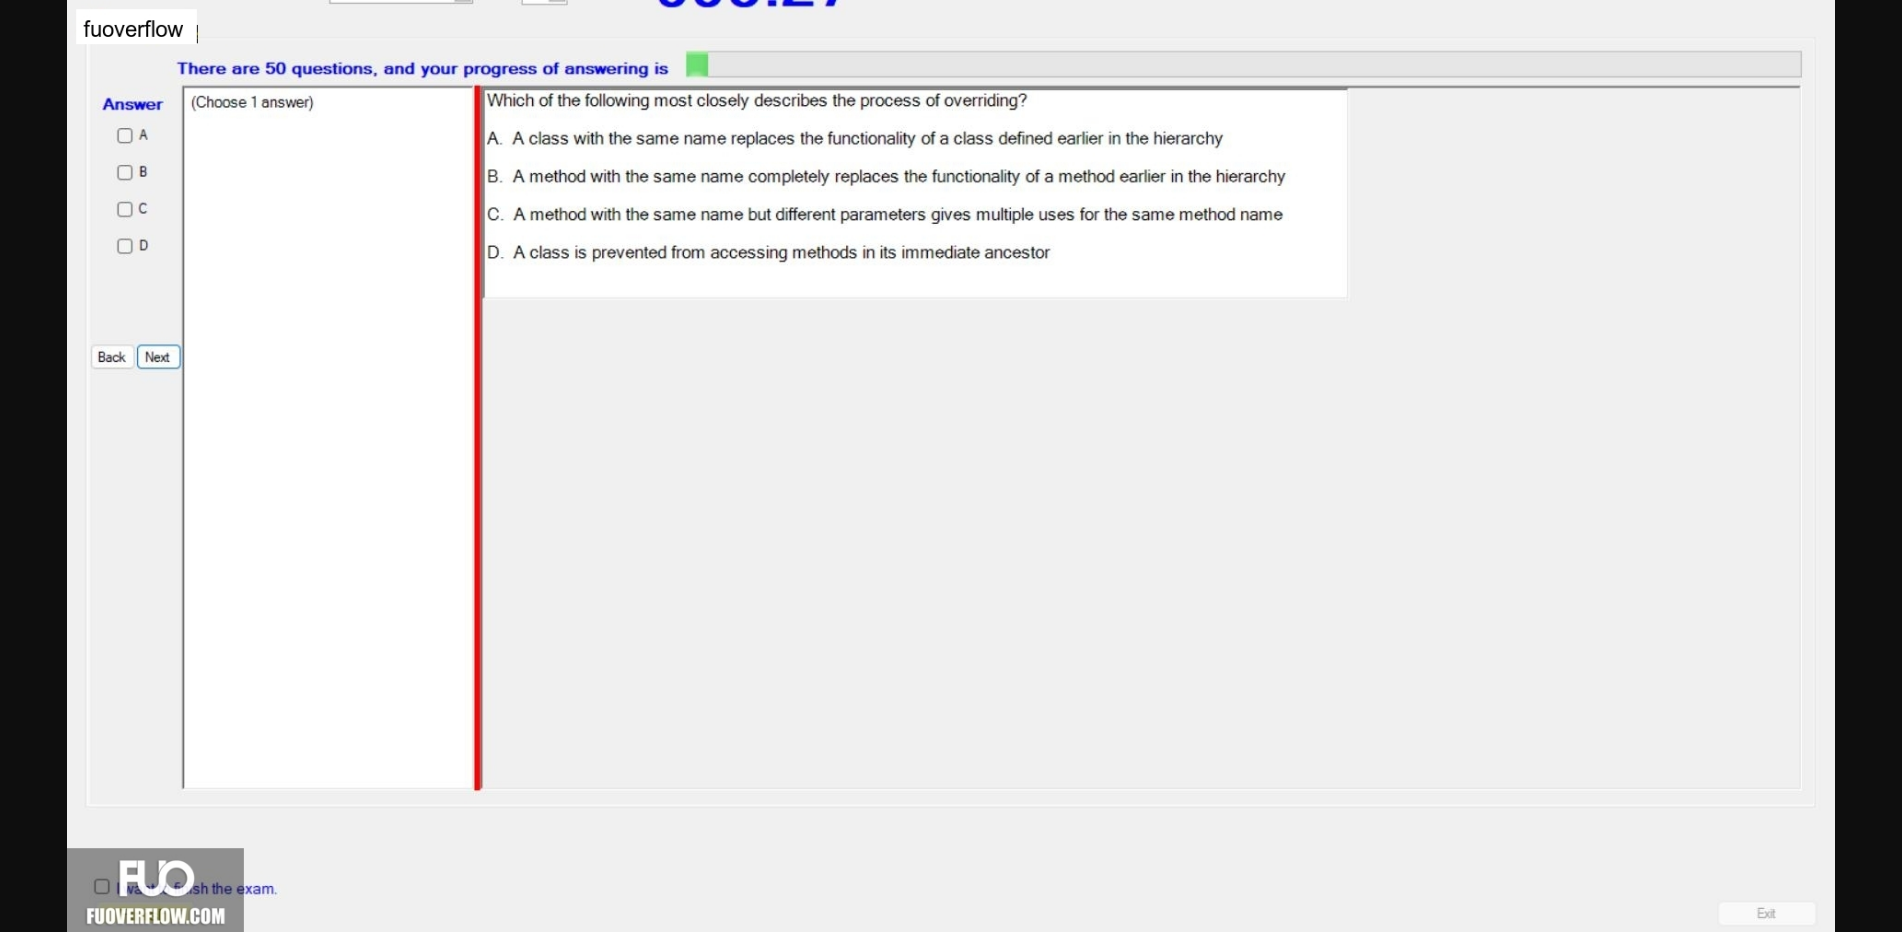 fuoverflow
There are 50 questions, and your progress of answering is
Answer
A
B
C
D
Back
Next
(Choose 1 answer)
Which of the following most closely describes the process of overriding?
A. A class with the same name replaces the functionality of a class defined earlier in the hierarchy
B. A method with the same name completely replaces the functionality of a method earlier in the hierarchy
C. A method with the same name but different parameters gives multiple uses for the same method name
D. A class is prevented from accessing methods in its immediate ancestor
the exam.
FUO
FUOVERFLOW.COM
Exit